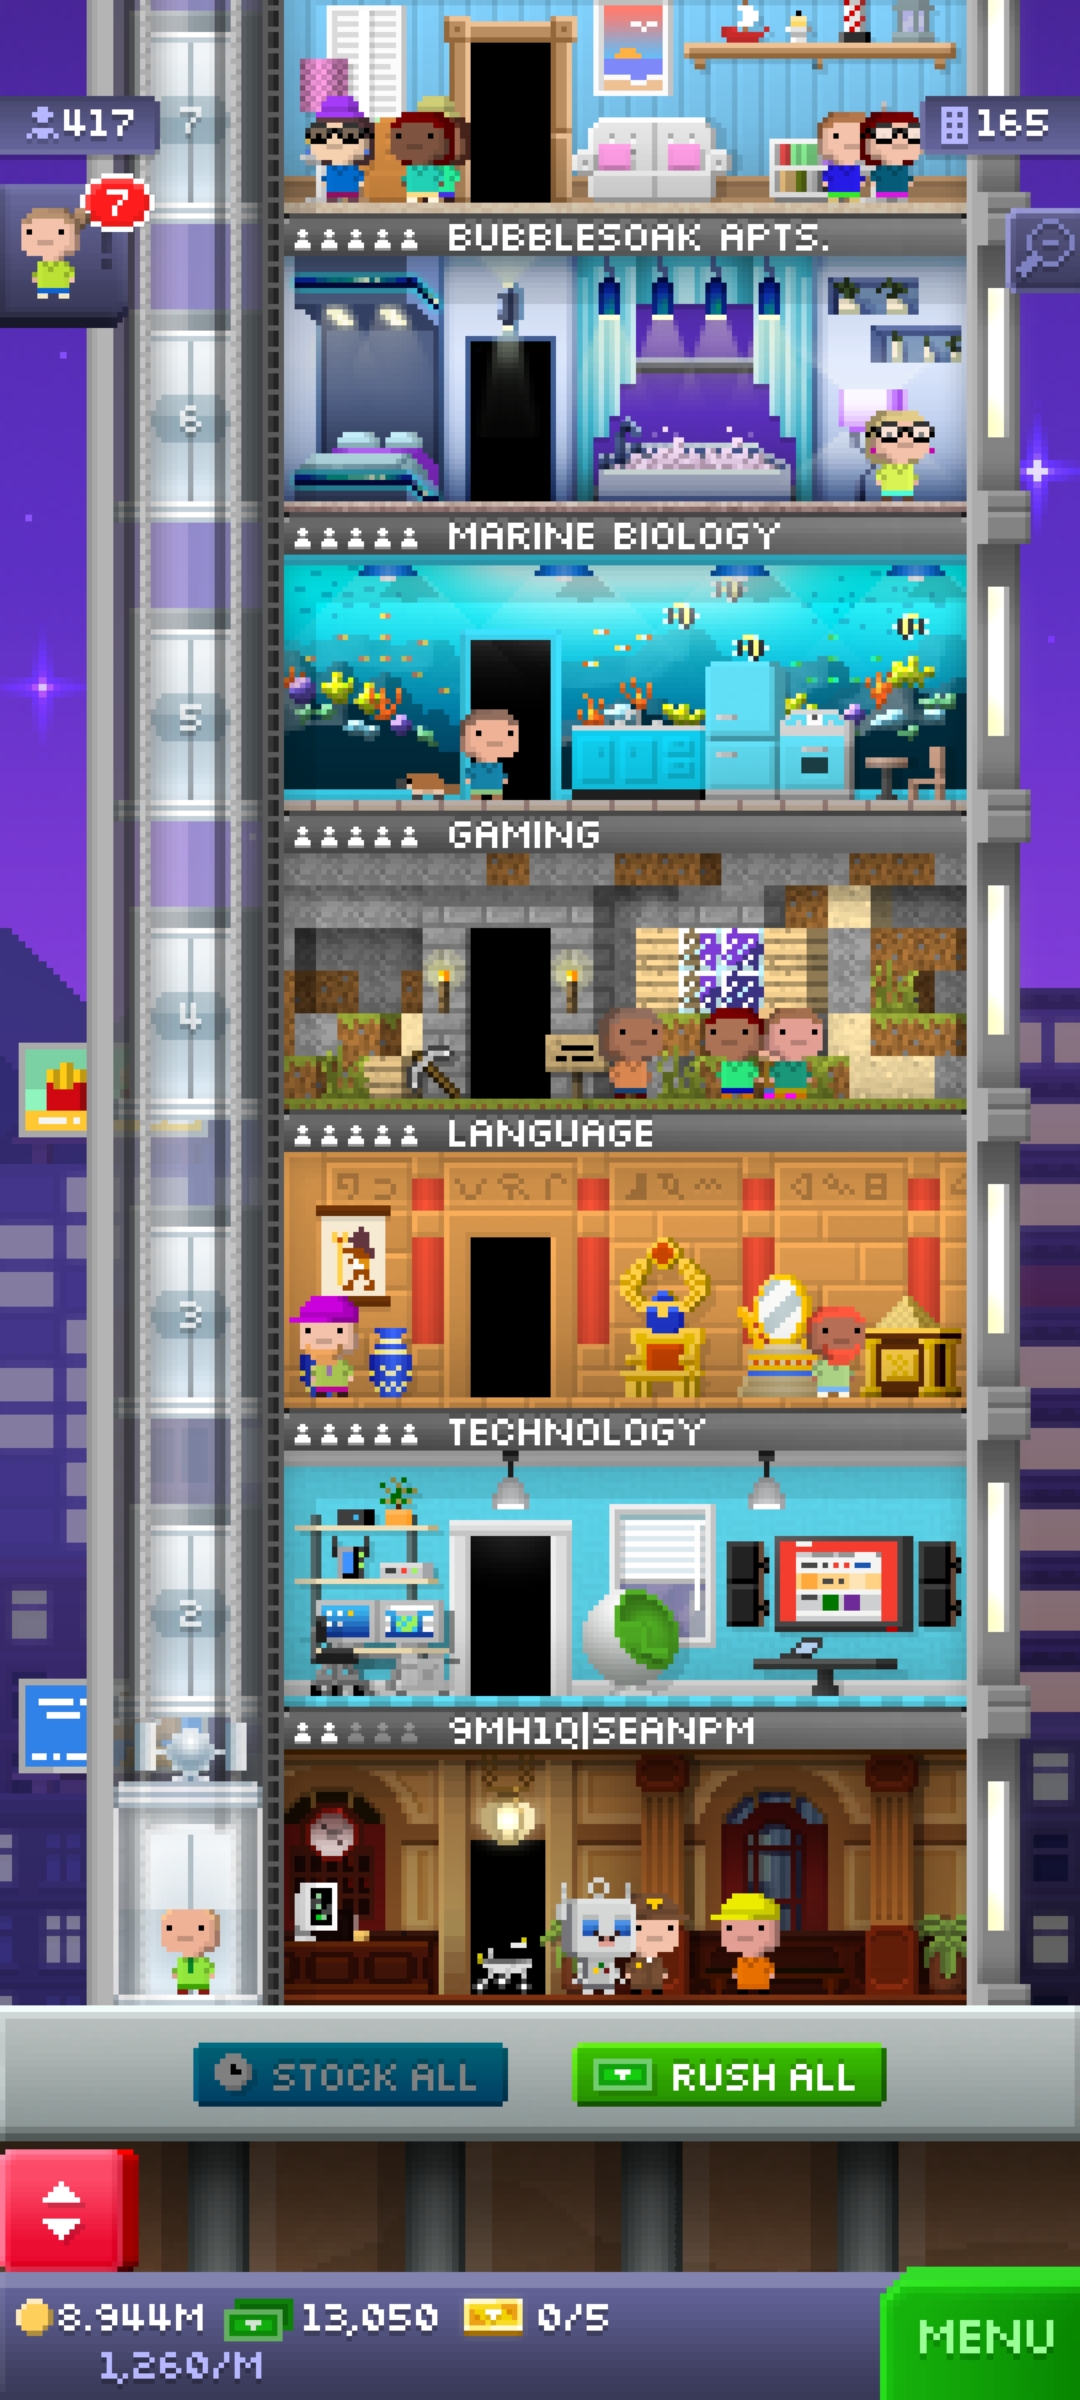 417
7
165
7
BUBBLESOAK APTS.
6
MARINE BIOLOGY
5
GAMING
4
LANGUAGE
3
TECHNOLOGY
2
9MH1Q|SEANPM
STOCK ALL
RUSH ALL
8.944M
13,050
0/5
MENU
1,260/M